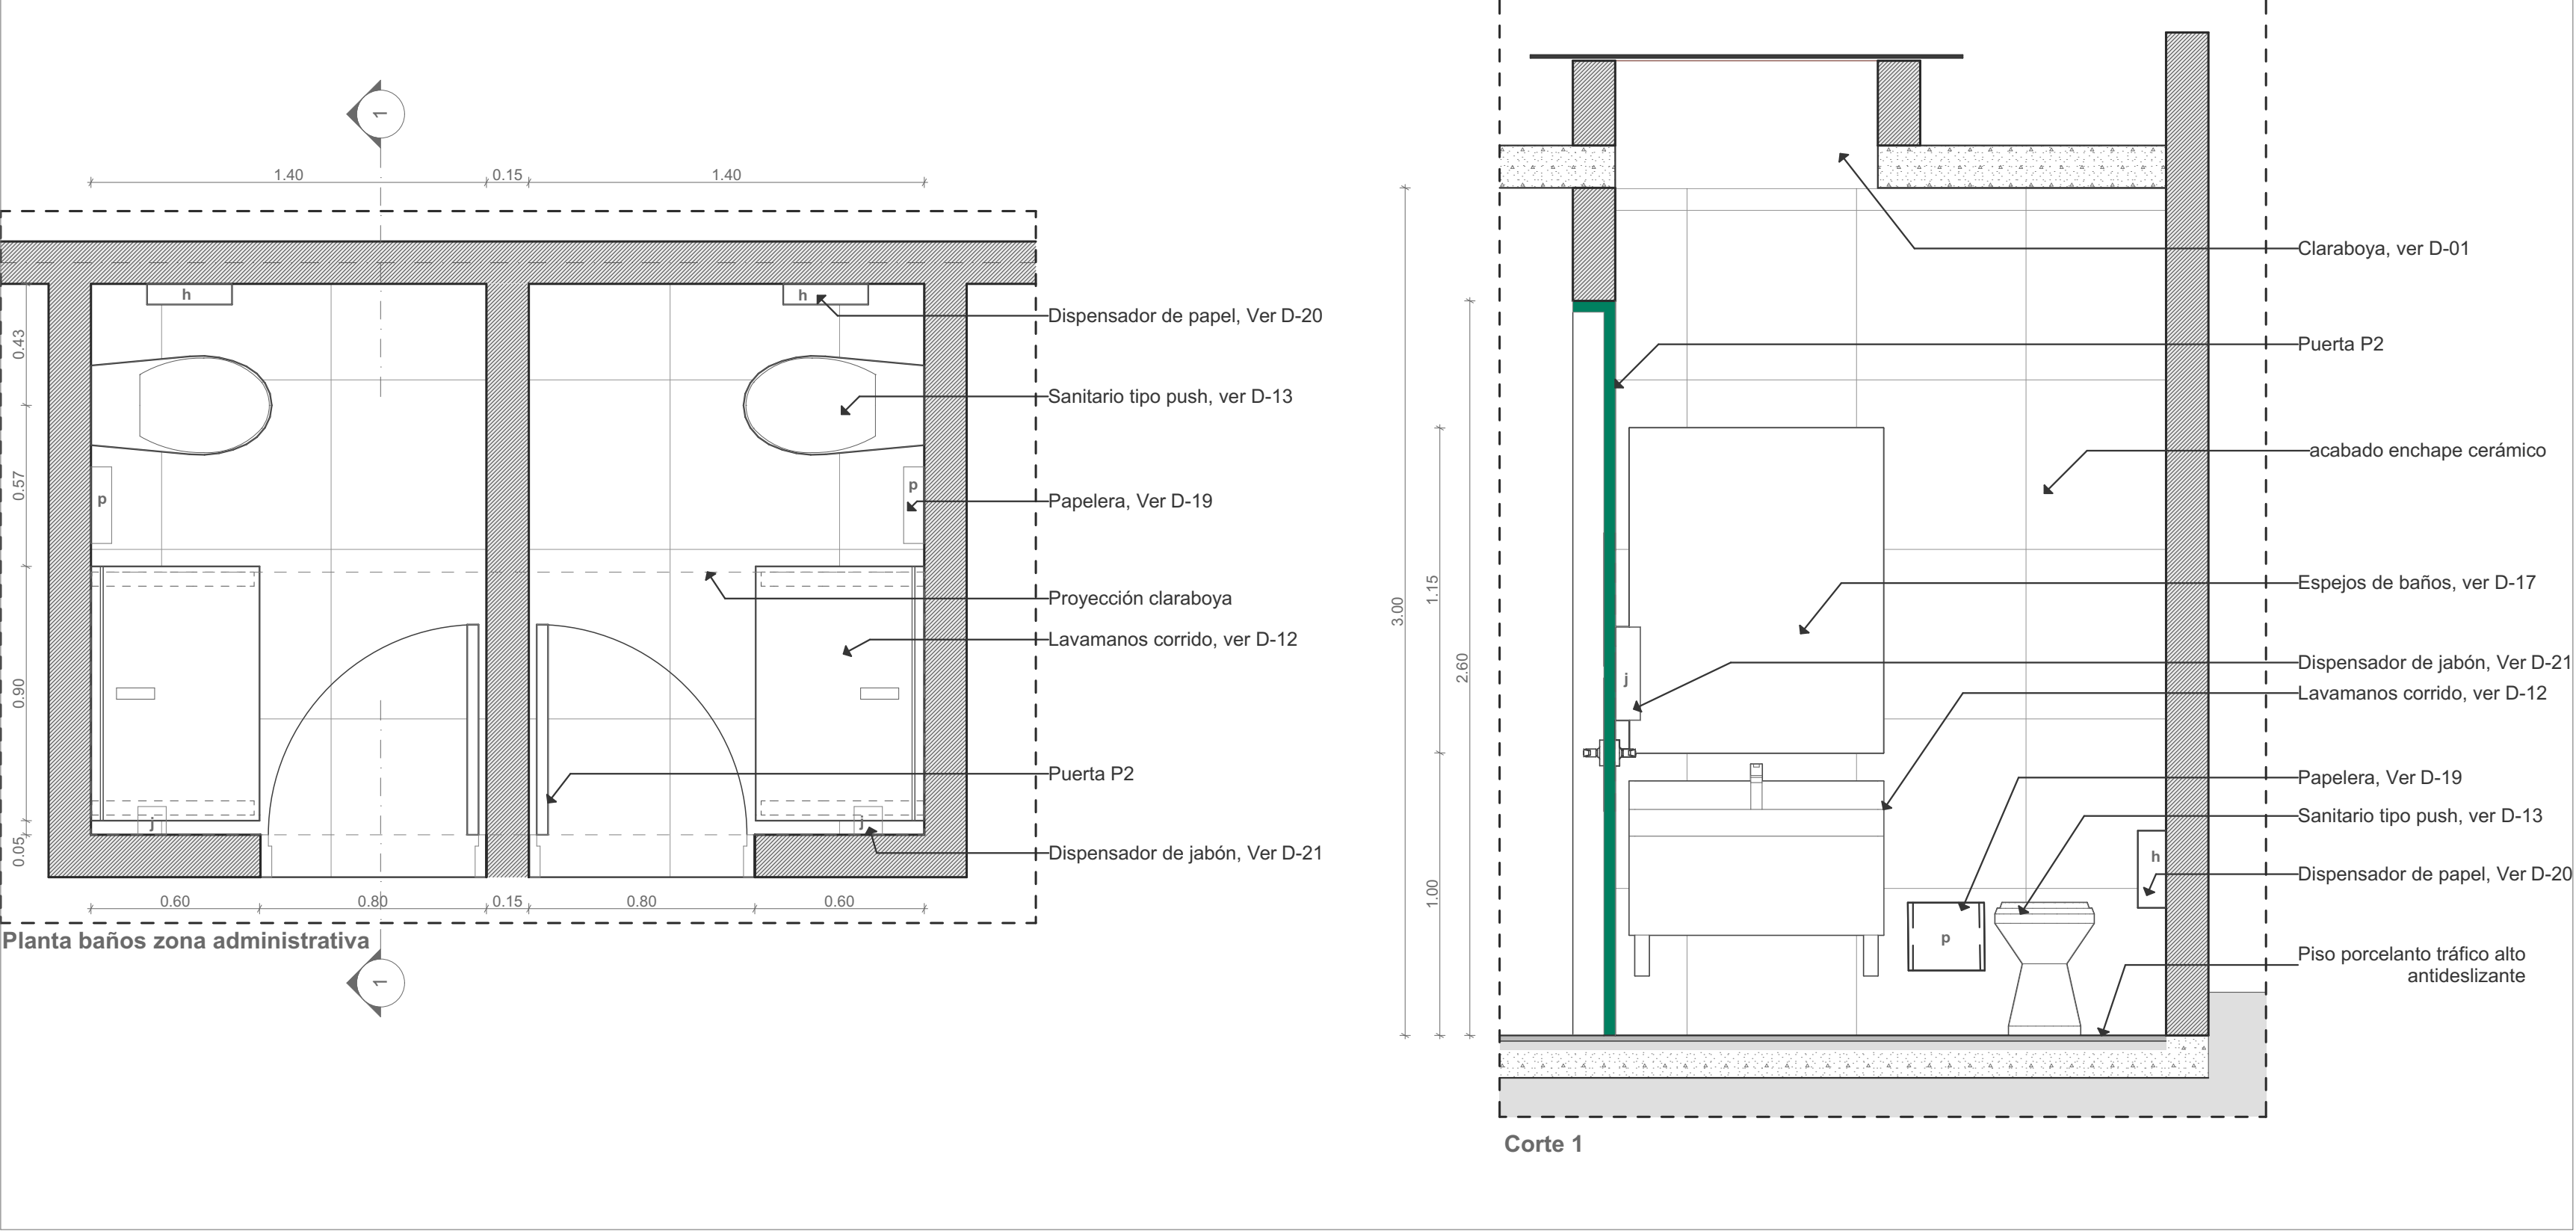 1
1.40
0.15
1.40
h
h
Dispensador de papel, Ver D-20
0.43
Sanitario tipo push, ver D-13
0.57
p
p
Papelera, Ver D-19
Proyección claraboya
Lavamanos corrido, ver D-12
0.90
Puerta P2
j
j
0.05
Dispensador de jabón, Ver D-21
0.60
0.80
0.15
0.80
0.60
Planta baños zona administrativa
1
Claraboya, ver D-01
Puerta P2
acabado enchape cerámico
Espejos de baños, ver D-17
3.00
1.15
2.60
j
Dispensador de jabón, Ver D-21
Lavamanos corrido, ver D-12
Papelera, Ver D-19
Sanitario tipo push, ver D-13
h
1.00
Dispensador de papel, Ver D-20
p
Piso porcelanto tráfico alto
antideslizante
Corte 1